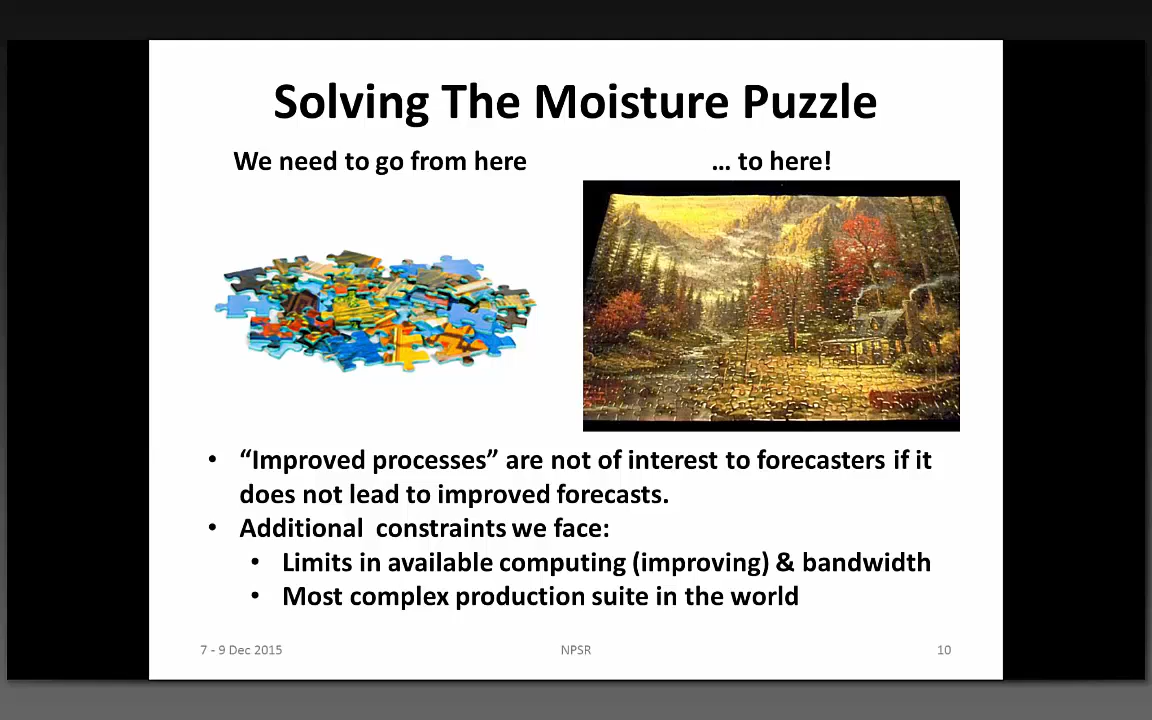 Solving The Moisture Puzzle
We need to go from here
… to here!
• “Improved processes” are not of interest to forecasters if it
does not lead to improved forecasts.
• Additional constraints we face:
• Limits in available computing (improving) & bandwidth
• Most complex production suite in the world
7 - 9 Dec 2015
NPSR
10